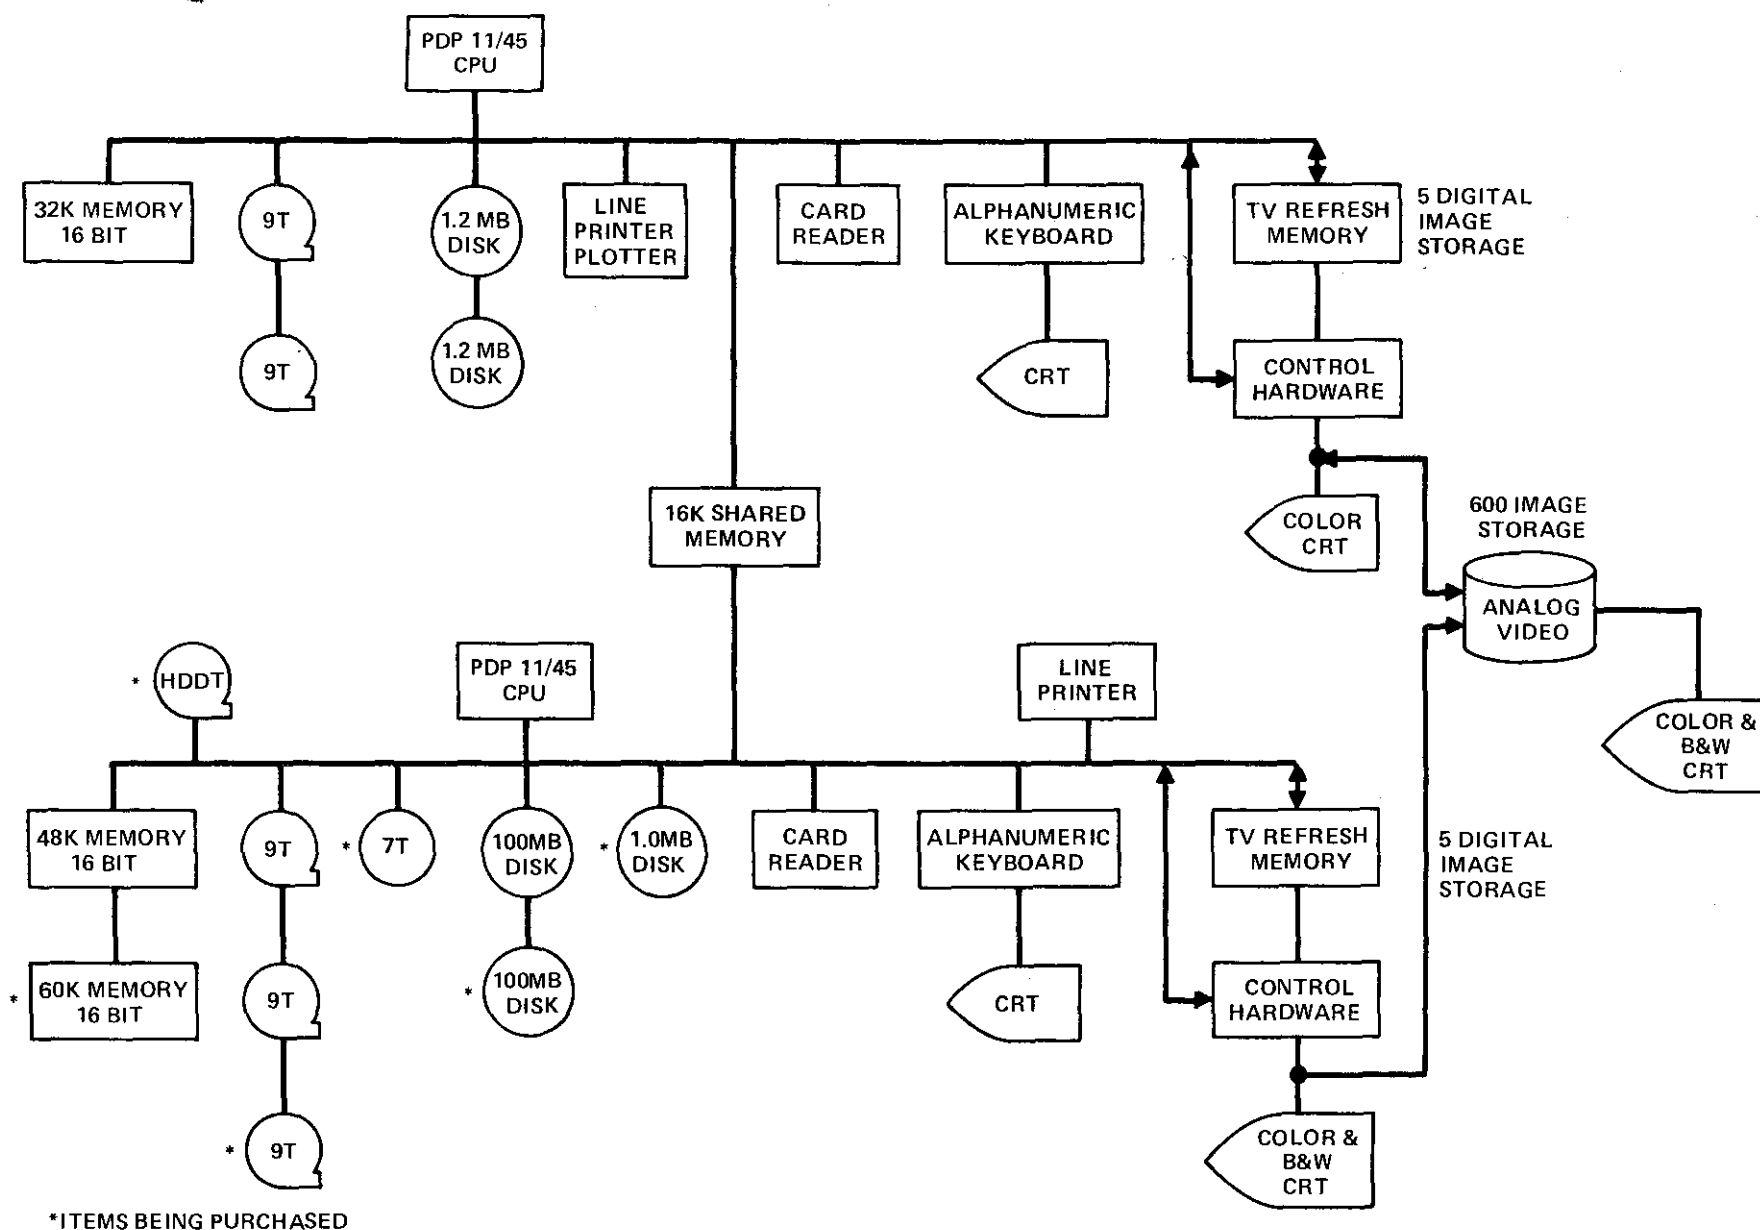 PDP 11/45
CPU
32K MEMORY
16 BIT
9T
1.2 MB
DISK
LINE
PRINTER
PLOTTER
CARD
READER
ALPHANUMERIC
KEYBOARD
TV REFRESH
MEMORY
5 DIGITAL
IMAGE
STORAGE
9T
1.2 MB
DISK
CRT
CONTROL
HARDWARE
16K SHARED
MEMORY
COLOR
CRT
600 IMAGE
STORAGE
ANALOG
VIDEO
* HDDT
PDP 11/45
CPU
LINE
PRINTER
COLOR &
B&W
CRT
48K MEMORY
16 BIT
9T
* 7T
100MB
DISK
* 1.0MB
DISK
CARD
READER
ALPHANUMERIC
KEYBOARD
TV REFRESH
MEMORY
5 DIGITAL
IMAGE
STORAGE
* 60K MEMORY
16 BIT
9T
* 100MB
DISK
CRT
CONTROL
HARDWARE
* 9T
COLOR &
B&W
CRT
*ITEMS BEING PURCHASED